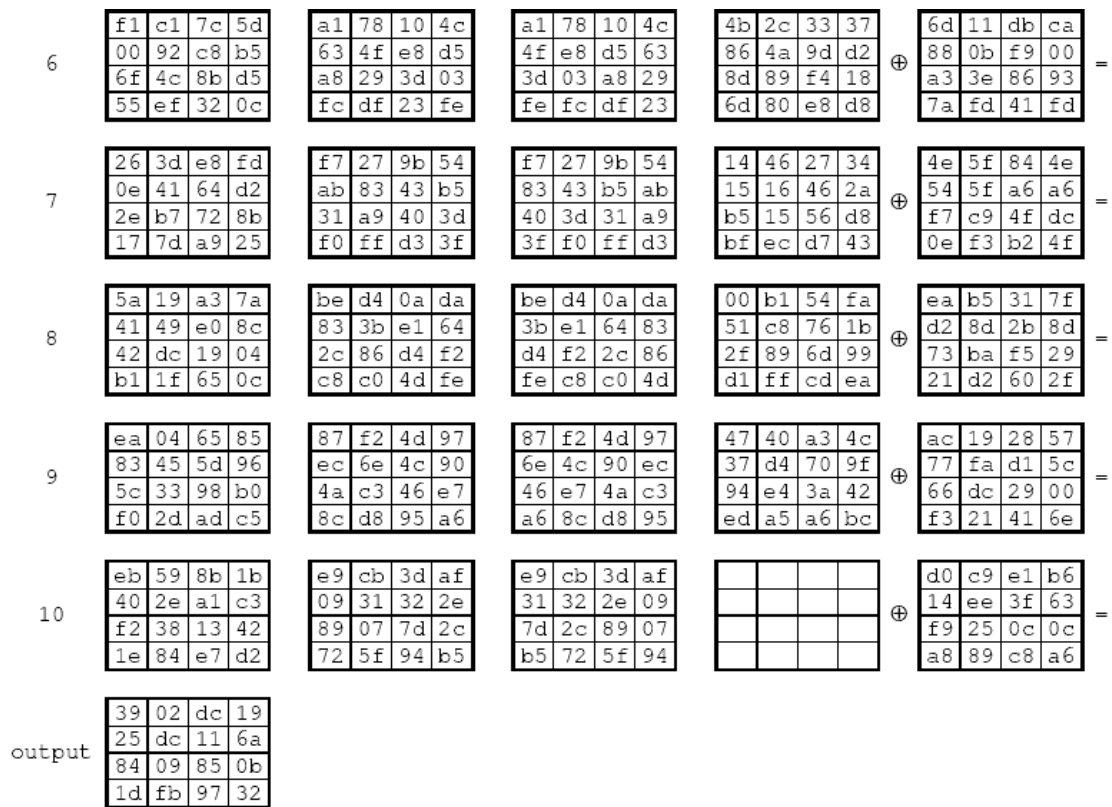 f1 c1 7c 5d a1 78 10 4c a1 78 10 4c 4b 2c 33 37 6d 11 db ca
00 92 c8 b5 63 4f e8 d5 4f e8 d5 63 86 4a 9d d2 88 0b f9 00
6 6f 4c 8b d5 a8 29 3d 03 3d 03 a8 29 8d 89 f4 18 ⊕ a3 3e 86 93 =
55 ef 32 0c fc df 23 fe fe fc df 23 6d 80 e8 d8 7a fd 41 fd
26 3d e8 fd f7 27 9b 54 f7 27 9b 54 14 46 27 34 4e 5f 84 4e
0e 41 64 d2 ab 83 43 b5 83 43 b5 ab 15 16 46 2a 54 5f a6 a6
7 2e b7 72 8b 31 a9 40 3d 40 3d 31 a9 b5 15 56 d8 ⊕ f7 c9 4f dc =
17 7d a9 25 f0 ff d3 3f 3f f0 ff d3 bf ec d7 43 0e f3 b2 4f
5a 19 a3 7a be d4 0a da be d4 0a da 00 b1 54 fa ea b5 31 7f
41 49 e0 8c 83 3b e1 64 3b e1 64 83 51 c8 76 1b d2 8d 2b 8d
8 42 dc 19 04 2c 86 d4 f2 d4 f2 2c 86 2f 89 6d 99 ⊕ 73 ba f5 29 =
b1 1f 65 0c c8 c0 4d fe fe c8 c0 4d d1 ff cd ea 21 d2 60 2f
ea 04 65 85 87 f2 4d 97 87 f2 4d 97 47 40 a3 4c ac 19 28 57
83 45 5d 96 ec 6e 4c 90 6e 4c 90 ec 37 d4 70 9f 77 fa d1 5c
9 5c 33 98 b0 4a c3 46 e7 46 e7 4a c3 94 e4 3a 42 ⊕ 66 dc 29 00 =
f0 2d ad c5 8c d8 95 a6 a6 8c d8 95 ed a5 a6 bc f3 21 41 6e
eb 59 8b 1b e9 cb 3d af e9 cb 3d af d0 c9 e1 b6
40 2e a1 c3 09 31 32 2e 31 32 2e 09 14 ee 3f 63
10 f2 38 13 42 89 07 7d 2c 7d 2c 89 07 ⊕ f9 25 0c 0c =
1e 84 e7 d2 72 5f 94 b5 b5 72 5f 94 a8 89 c8 a6
39 02 dc 19
25 dc 11 6a
output 84 09 85 0b
1d fb 97 32